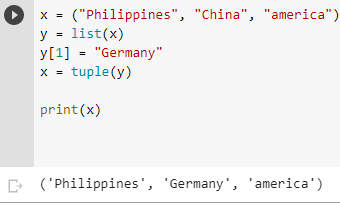 x = ("Philippines", "China", "america")
y = list(x)
y[1] = "Germany"
x = tuple(y)
print(x)
('Philippines', 'Germany', 'america')